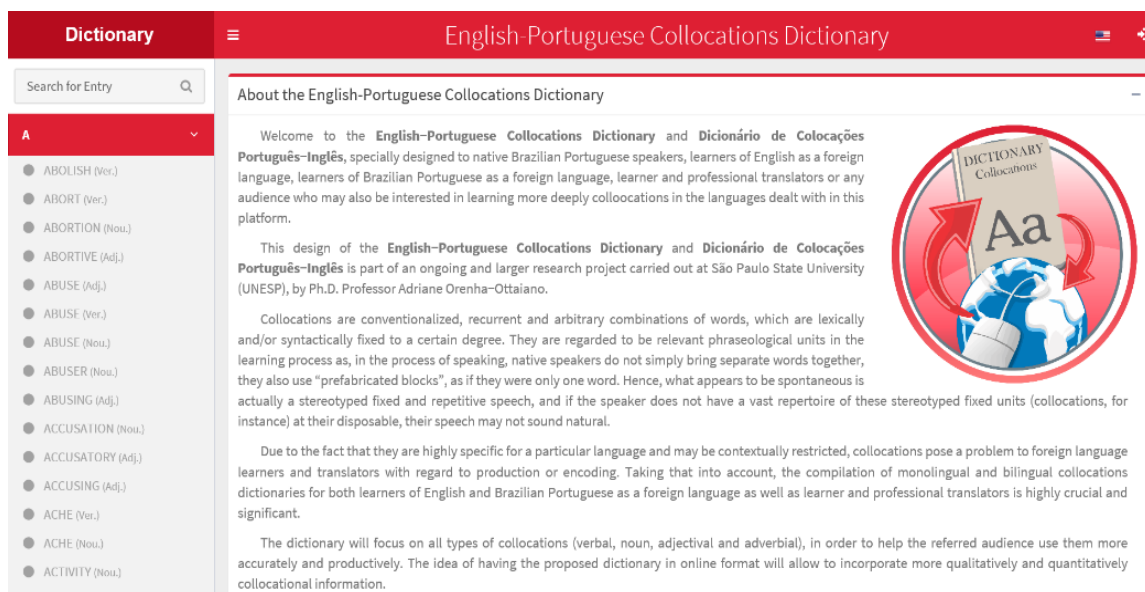 Dictionary
English-Portuguese Collocations Dictionary
Search for Entry
A
ABOLISH (Ver.)
ABORT (Ver.)
ABORTION (Nou.)
ABORTIVE (Adj.)
ABUSE (Adj.)
ABUSE (Ver.)
ABUSE (Nou.)
ABUSER (Nou.)
ABUSING (Adj.)
ACCUSATION (Nou.)
ACCUSATORY (Adj.)
ACCUSING (Adj.)
ACHE (Ver.)
ACHE (Nou.)
ACTIVITY (Nou.)
About the English-Portuguese Collocations Dictionary
Welcome to the English–Portuguese Collocations Dictionary and Dicionário de Colocações
Português–Inglês, specially designed to native Brazilian Portuguese speakers, learners of English as a foreign
language, learners of Brazilian Portuguese as a foreign language, learner and professional translators or any
audience who may also be interested in learning more deeply colloocations in the languages dealt with in this
platform.
This design of the English–Portuguese Collocations Dictionary and Dicionário de Colocações
Português–Inglês is part of an ongoing and larger research project carried out at São Paulo State University
(UNESP), by Ph.D. Professor Adriane Orenha–Ottaiano.
Collocations are conventionalized, recurrent and arbitrary combinations of words, which are lexically
and/or syntactically fixed to a certain degree. They are regarded to be relevant phraseological units in the
learning process as, in the process of speaking, native speakers do not simply bring separate words together,
they also use “prefabricated blocks”, as if they were only one word. Hence, what appears to be spontaneous is
actually a stereotyped fixed and repetitive speech, and if the speaker does not have a vast repertoire of these stereotyped fixed units (collocations, for
instance) at their disposable, their speech may not sound natural.
Due to the fact that they are highly specific for a particular language and may be contextually restricted, collocations pose a problem to foreign language
learners and translators with regard to production or encoding. Taking that into account, the compilation of monolingual and bilingual collocations
dictionaries for both learners of English and Brazilian Portuguese as a foreign language as well as learner and professional translators is highly crucial and
significant.
The dictionary will focus on all types of collocations (verbal, noun, adjectival and adverbial), in order to help the referred audience use them more
accurately and productively. The idea of having the proposed dictionary in online format will allow to incorporate more qualitatively and quantitatively
collocational information.
DICTIONARY
Collocations
Aa